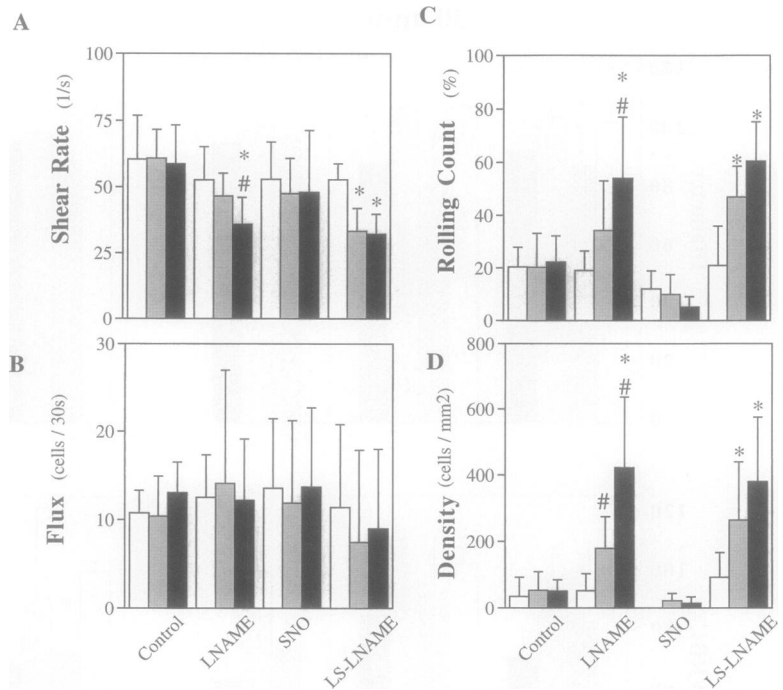 A
Shear Rate (1/s)
100
75
50
25
0
*
#
* *
B
Flux (cells / 30s)
30
20
10
0
Control
LNAME
SNO
LS-LNAME
C
Rolling Count (%)
100
80
60
40
20
0
*
#
*
*
D
Density (cells / mm2)
800
600
400
200
0
#
*
#
*
*
Control
LNAME
SNO
LS-LNAME